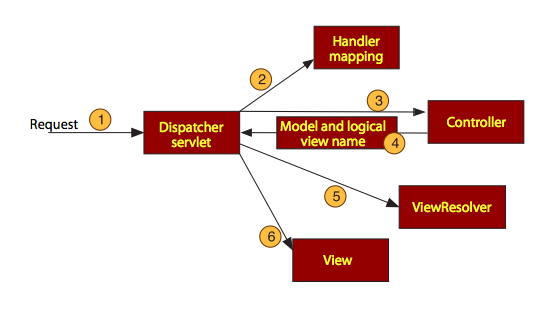 Handler
mapping
2
3
1
Request
Dispatcher
servlet
Model and logical
view name
4
Controller
5
ViewResolver
6
View